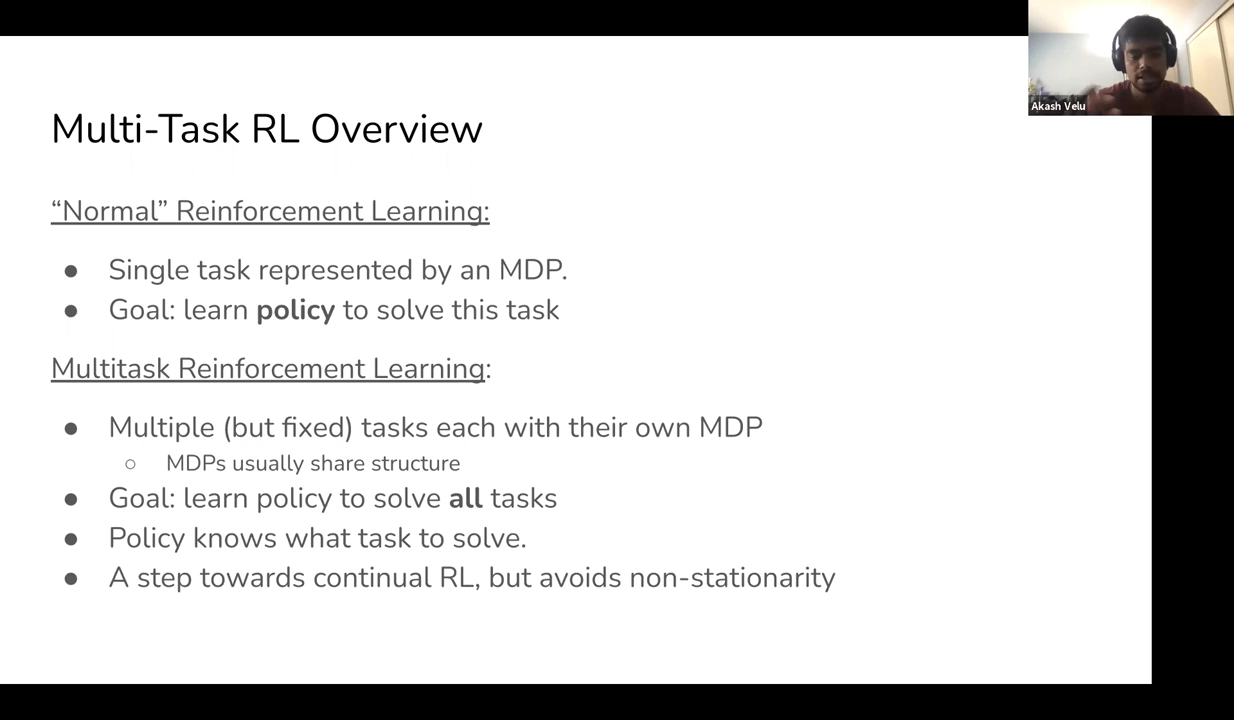 Akash Velu
Multi-Task RL Overview
“Normal” Reinforcement Learning:
● Single task represented by an MDP.
● Goal: learn policy to solve this task
Multitask Reinforcement Learning:
● Multiple (but fixed) tasks each with their own MDP
○ MDPs usually share structure
● Goal: learn policy to solve all tasks
● Policy knows what task to solve.
● A step towards continual RL, but avoids non-stationarity